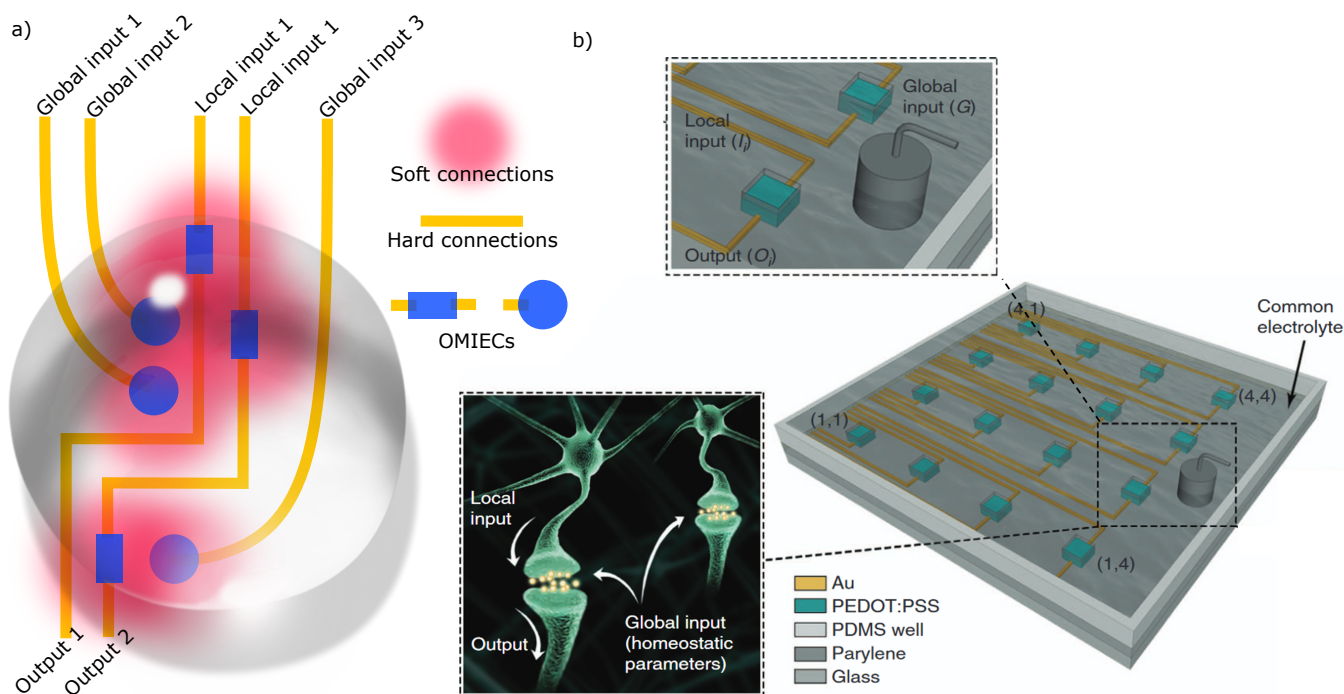 a)
Global input 1
Global input 2
Local input 1
Local input 1
Global input 3
Soft connections
Hard connections
OMIECs
Output 1
Output 2
b)
Global
input (G)
Local
input (Iᵢ)
Output (Oᵢ)
Common
electrolyte
(4,1)
(4,4)
(1,1)
(1,4)
Local
input
Output
Global input
(homeostatic
parameters)
Au
PEDOT:PSS
PDMS well
Parylene
Glass